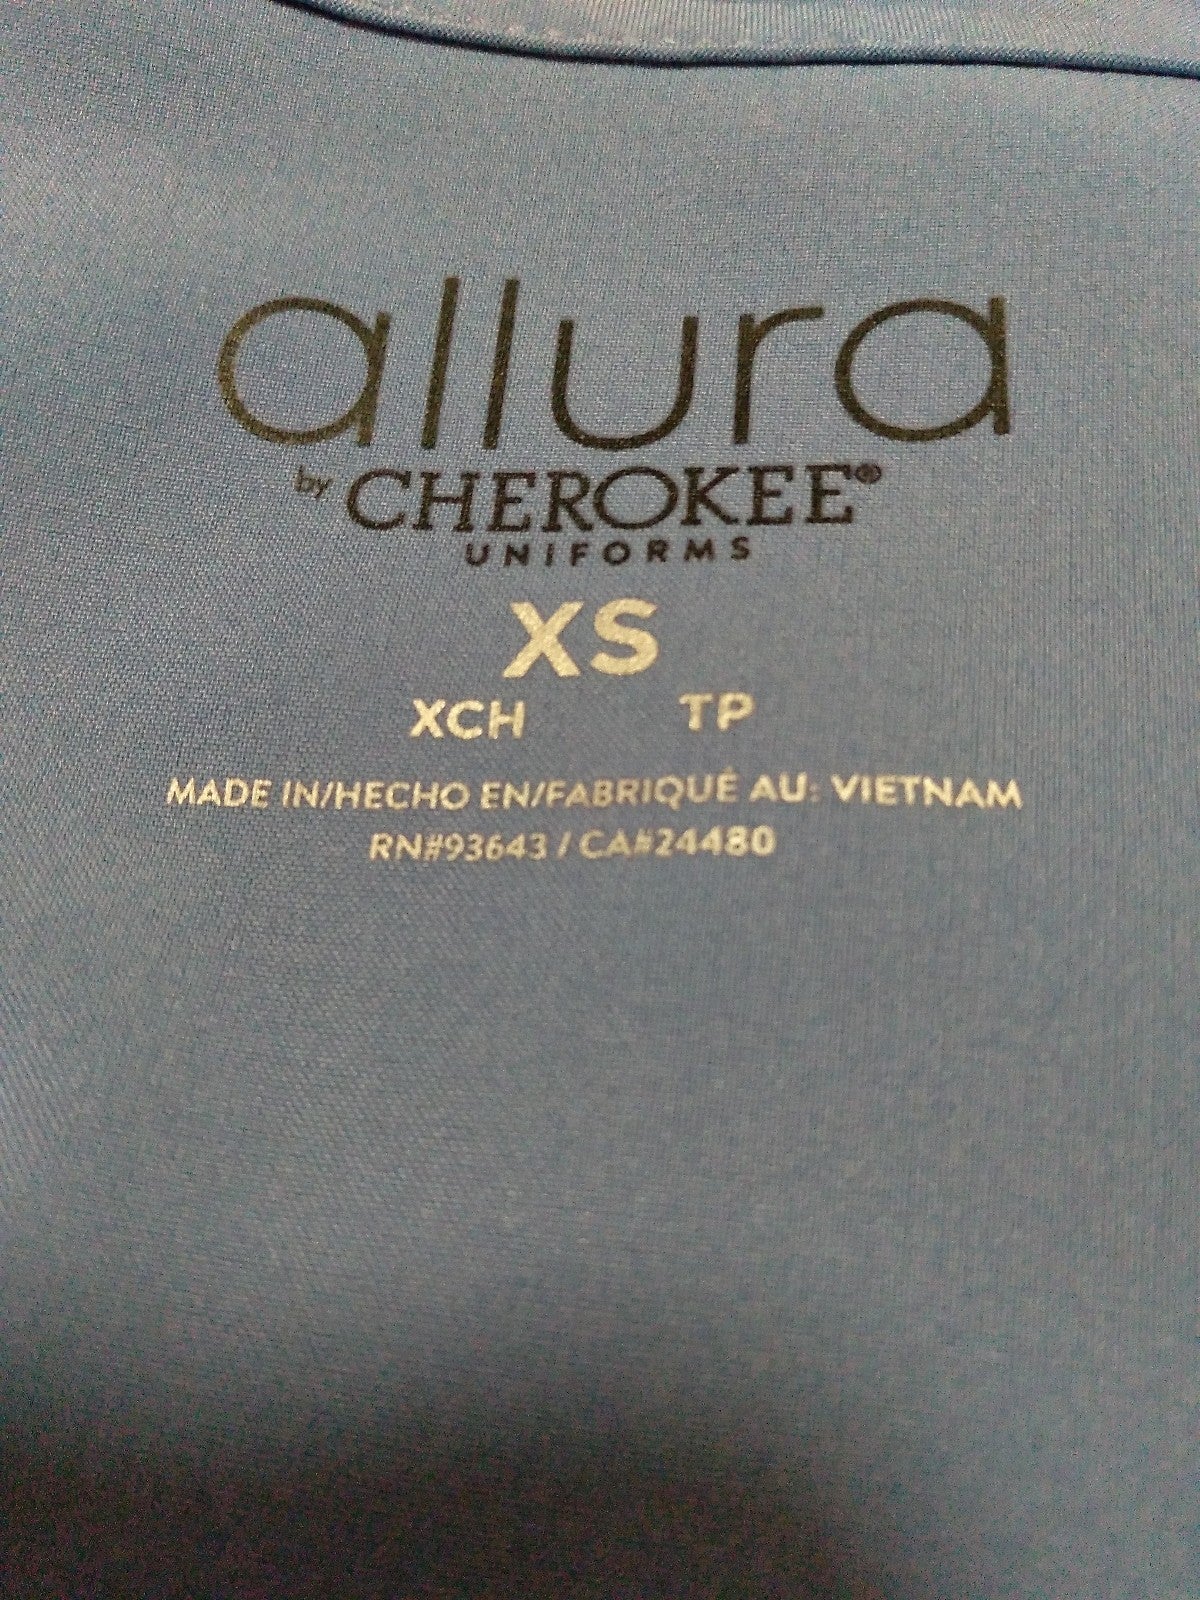 allura
by CHEROKEE®
UNIFORMS
XS
XCH TP
MADE IN/HECHO EN/FABRIQUÉ AU: VIETNAM
RN#93643 / CA#24480